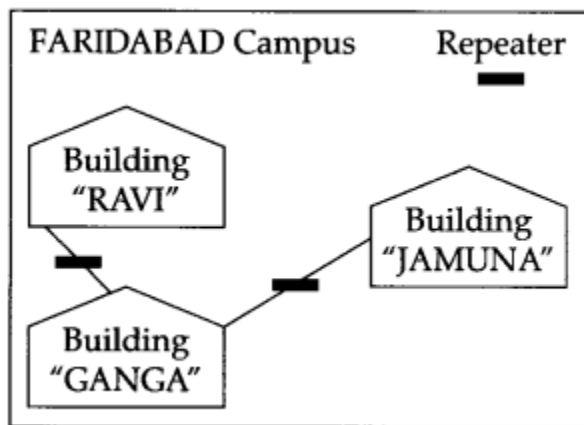 FARIDABAD Campus
Repeater
Building
“RAVI”
Building
“JAMUNA”
Building
“GANGA”